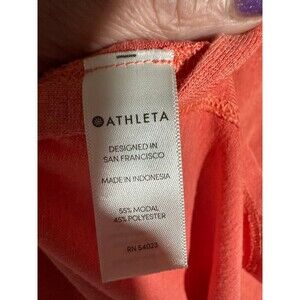 ATHLETA
DESIGNED IN
SAN FRANCISCO
MADE IN INDONESIA
55% MODAL
45% POLYESTER
RN 54023